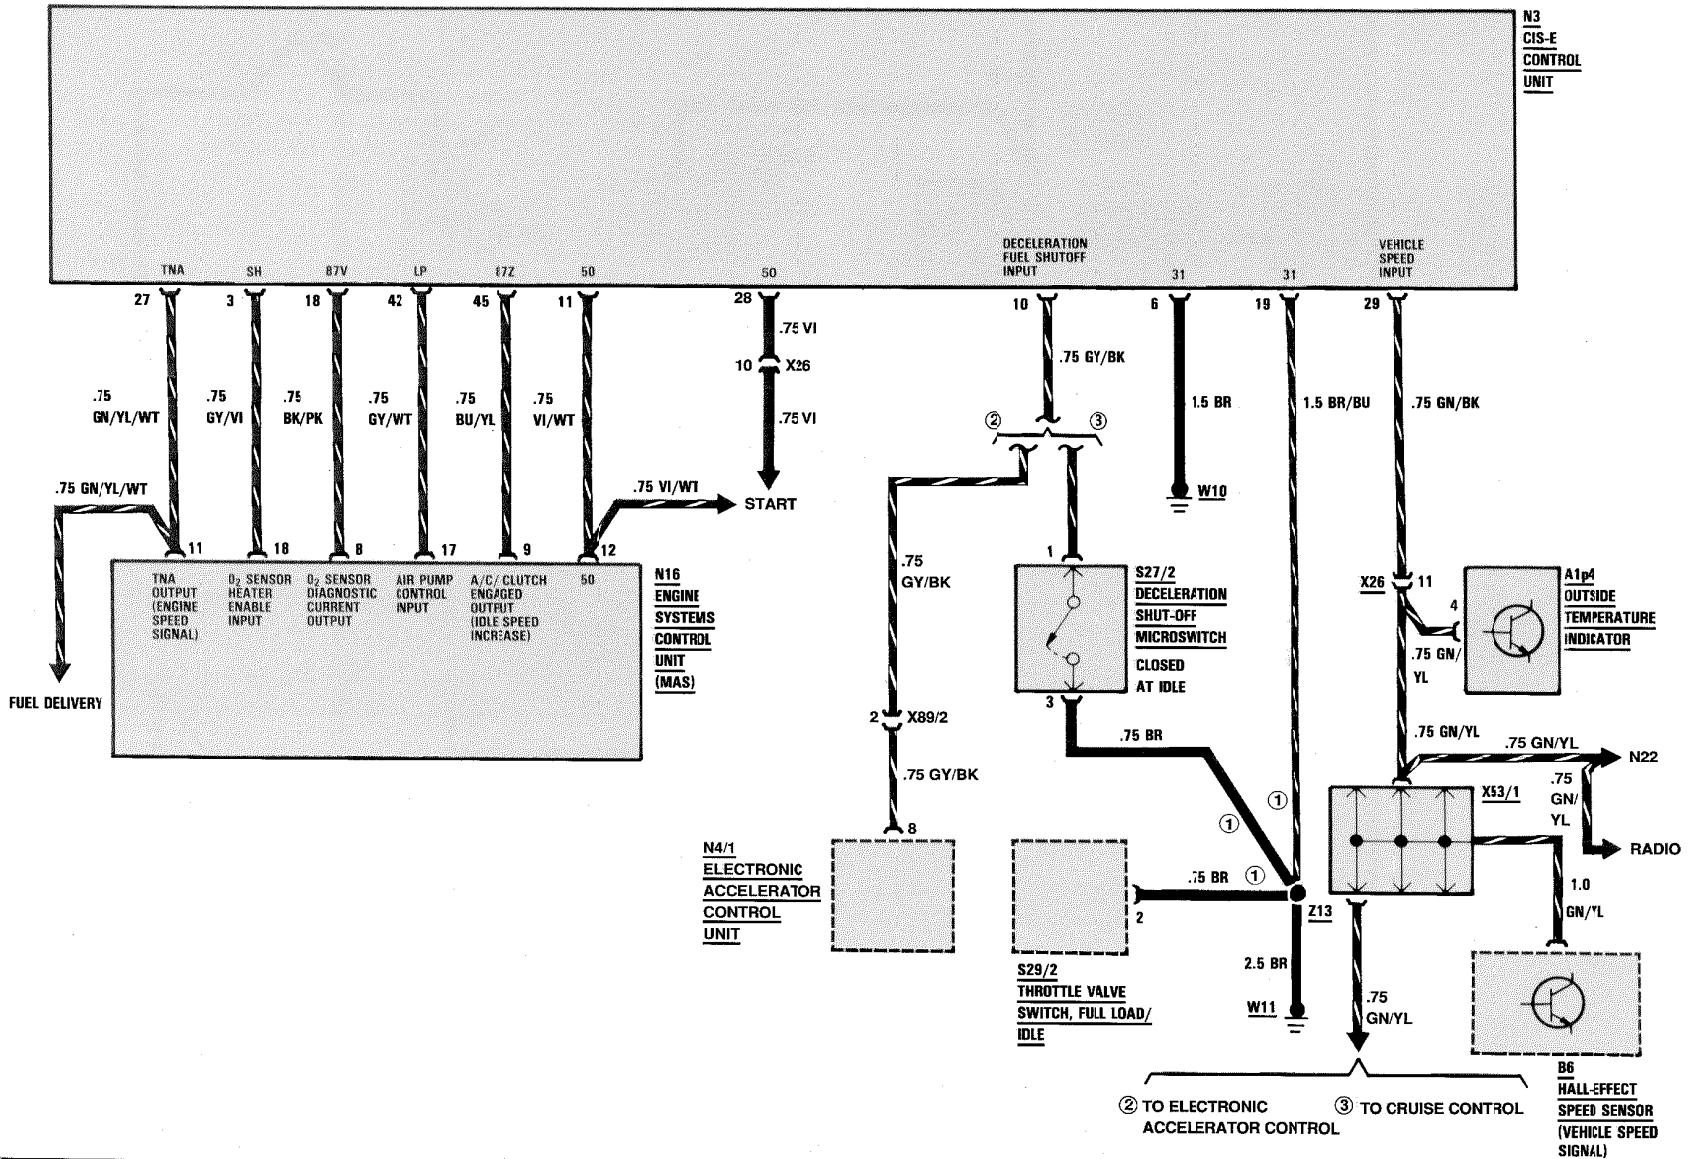 N3
CIS-E
CONTROL
UNIT
TNA
SH
87V
LP
87Z
50
50
DECELERATION
FUEL SHUTOFF
INPUT
31
31
VEHICLE
SPEED
INPUT
27
3
18
42
45
11
28
10
6
19
29
.75 VI
10
X26
.75 VI
START
.75
GN/YL/WT
.75
GY/VI
.75
BK/PK
.75
GY/WT
.75
BU/YL
.75
VI/WT
.75 GN/YL/WT
.75 VI/WT
FUEL DELIVERY
11
18
8
17
9
12
TNA
OUTPUT
(ENGINE
SPEED
SIGNAL)
O2 SENSOR
HEATER
ENABLE
INPUT
O2 SENSOR
DIAGNOSTIC
CURRENT
OUTPUT
AIR PUMP
CONTROL
INPUT
A/C/ CLUTCH
ENGAGED
OUTPUT
(IDLE SPEED
INCREASE)
50
N16
ENGINE
SYSTEMS
CONTROL
UNIT
(MAS)
.75 GY/BK
② ③
.75
GY/BK
2
X89/2
.75 GY/BK
8
N4/1
ELECTRONIC
ACCELERATOR
CONTROL
UNIT
1
S27/2
DECELERATION
SHUT-OFF
MICROSWITCH
CLOSED
AT IDLE
3
.75 BR
①
①
.75 BR ①
2
S29/2
THROTTLE VALVE
SWITCH, FULL LOAD/
IDLE
1.5 BR
W10
1.5 BR/BU
Z13
2.5 BR
W11
.75 GN/BK
X26
11
4
.75 GN/
YL
A1p4
OUTSIDE
TEMPERATURE
INDICATOR
.75 GN/YL
.75 GN/YL
N22
.75
GN/
YL
RADIO
X53/1
1.0
GN/YL
.75
GN/YL
B6
HALL-EFFECT
SPEED SENSOR
(VEHICLE SPEED
SIGNAL)
② TO ELECTRONIC
ACCELERATOR CONTROL
③ TO CRUISE CONTROL